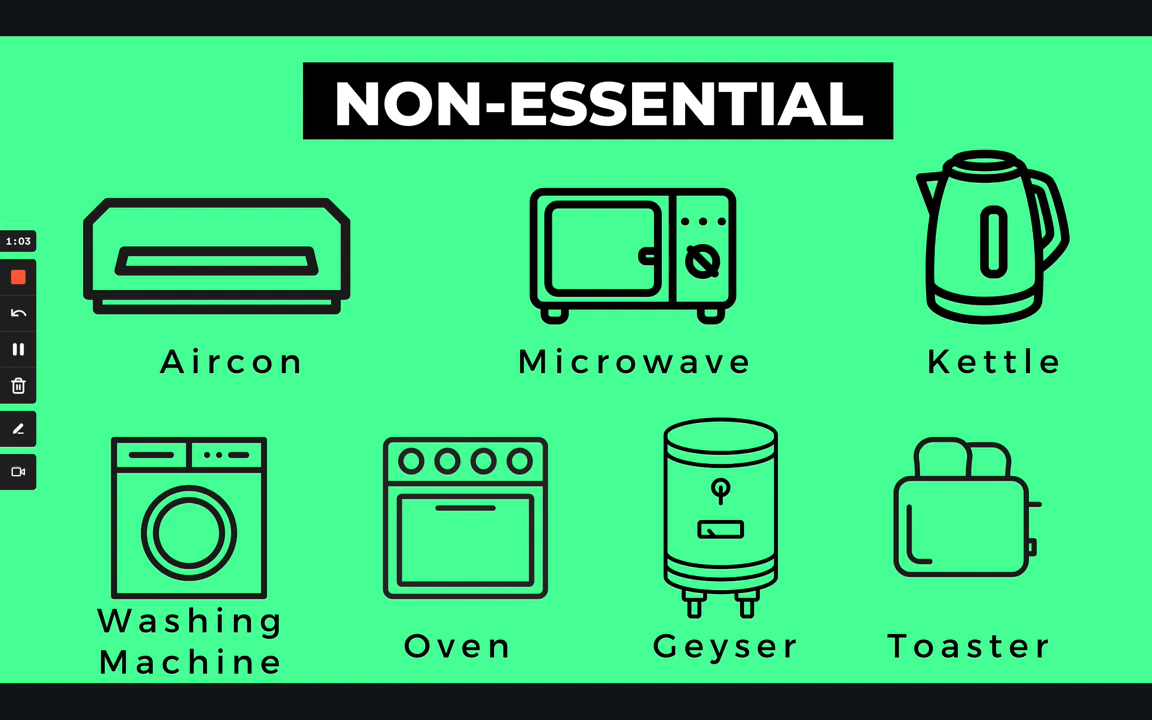 NON-ESSENTIAL
1:03
Aircon
Microwave
Kettle
Washing
Machine
Oven
Geyser
Toaster